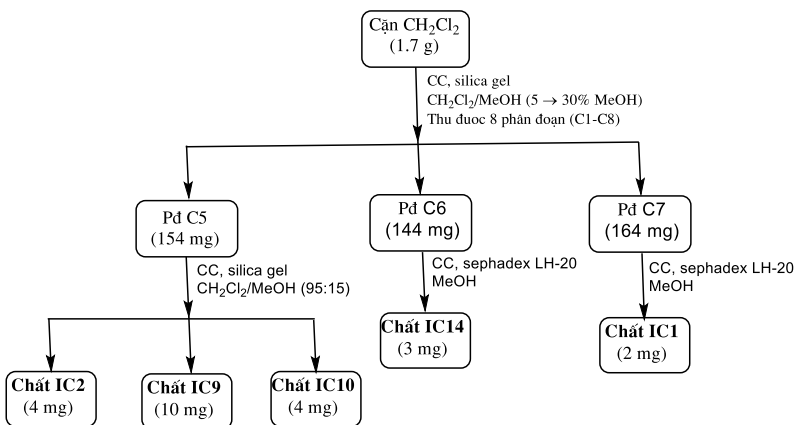 Cặn CH₂Cl₂
(1.7 g)
CC, silica gel
CH₂Cl₂/MeOH (5 → 30% MeOH)
Thu đuoc 8 phân đoạn (C1-C8)
Pđ C5
(154 mg)
Pđ C6
(144 mg)
Pđ C7
(164 mg)
CC, silica gel
CH₂Cl₂/MeOH (95:15)
CC, sephadex LH-20
MeOH
CC, sephadex LH-20
MeOH
Chất IC14
(3 mg)
Chất IC1
(2 mg)
Chất IC2
(4 mg)
Chất IC9
(10 mg)
Chất IC10
(4 mg)